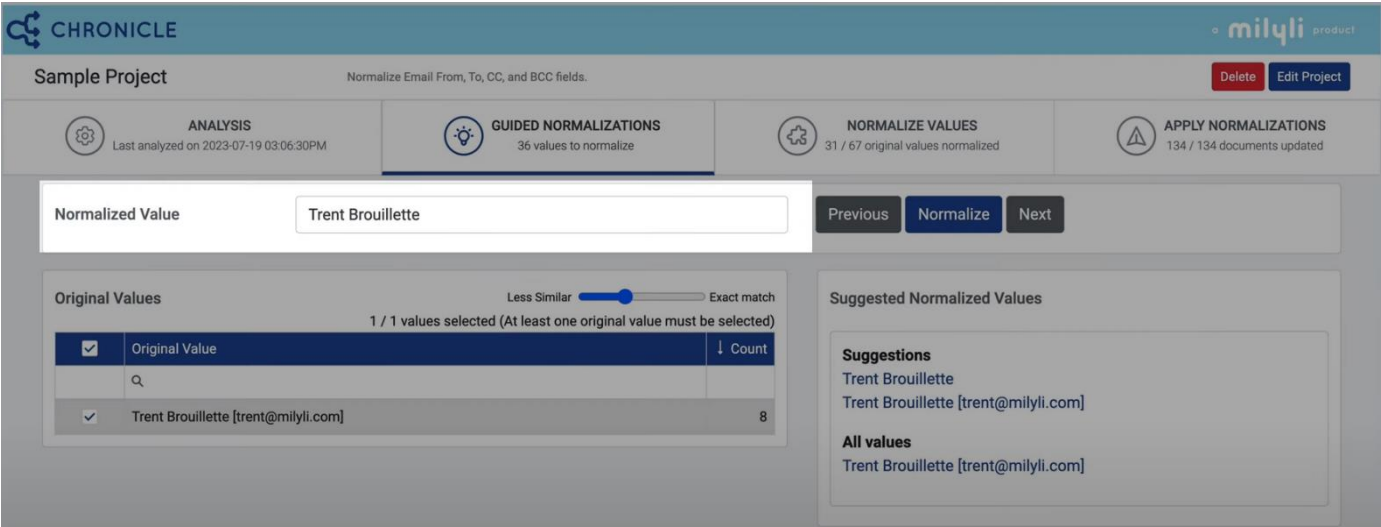 CHRONICLE
a milyli product
Sample Project
Normalize Email From, To, CC, and BCC fields.
Delete
Edit Project
ANALYSIS
Last analyzed on 2023-07-19 03:06:30PM
GUIDED NORMALIZATIONS
36 values to normalize
NORMALIZE VALUES
31 / 67 original values normalized
APPLY NORMALIZATIONS
134 / 134 documents updated
Normalized Value
Trent Brouillette
Previous
Normalize
Next
Original Values
Less Similar
Exact match
1 / 1 values selected (At least one original value must be selected)
Original Value
↓ Count
Trent Brouillette [trent@milyli.com]
8
Suggested Normalized Values
Suggestions
Trent Brouillette
Trent Brouillette [trent@milyli.com]
All values
Trent Brouillette [trent@milyli.com]